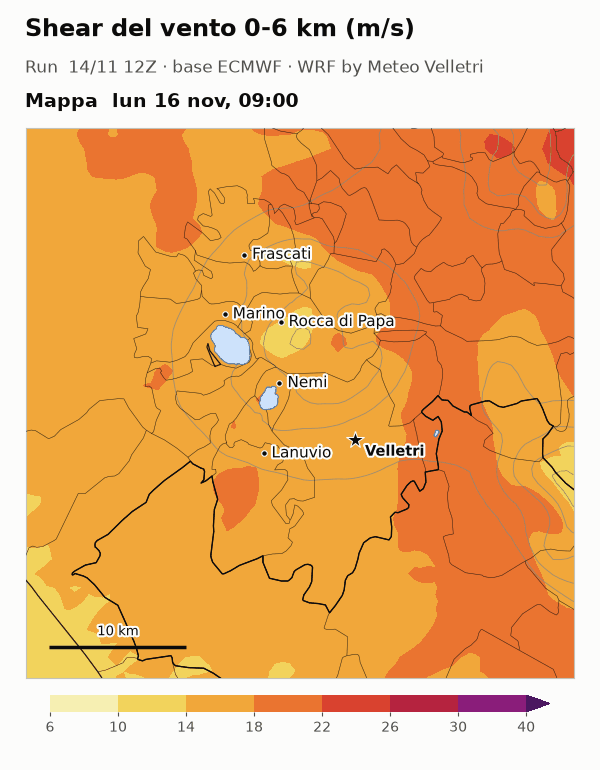 Shear del vento 0-6 km (m/s)
Run 14/11 12Z · base ECMWF · WRF by Meteo Velletri
Mappa lun 16 nov, 09:00
Frascati
Marino
Rocca di Papa
Nemi
Velletri
Lanuvio
10 km
6 10 14 18 22 26 30 40